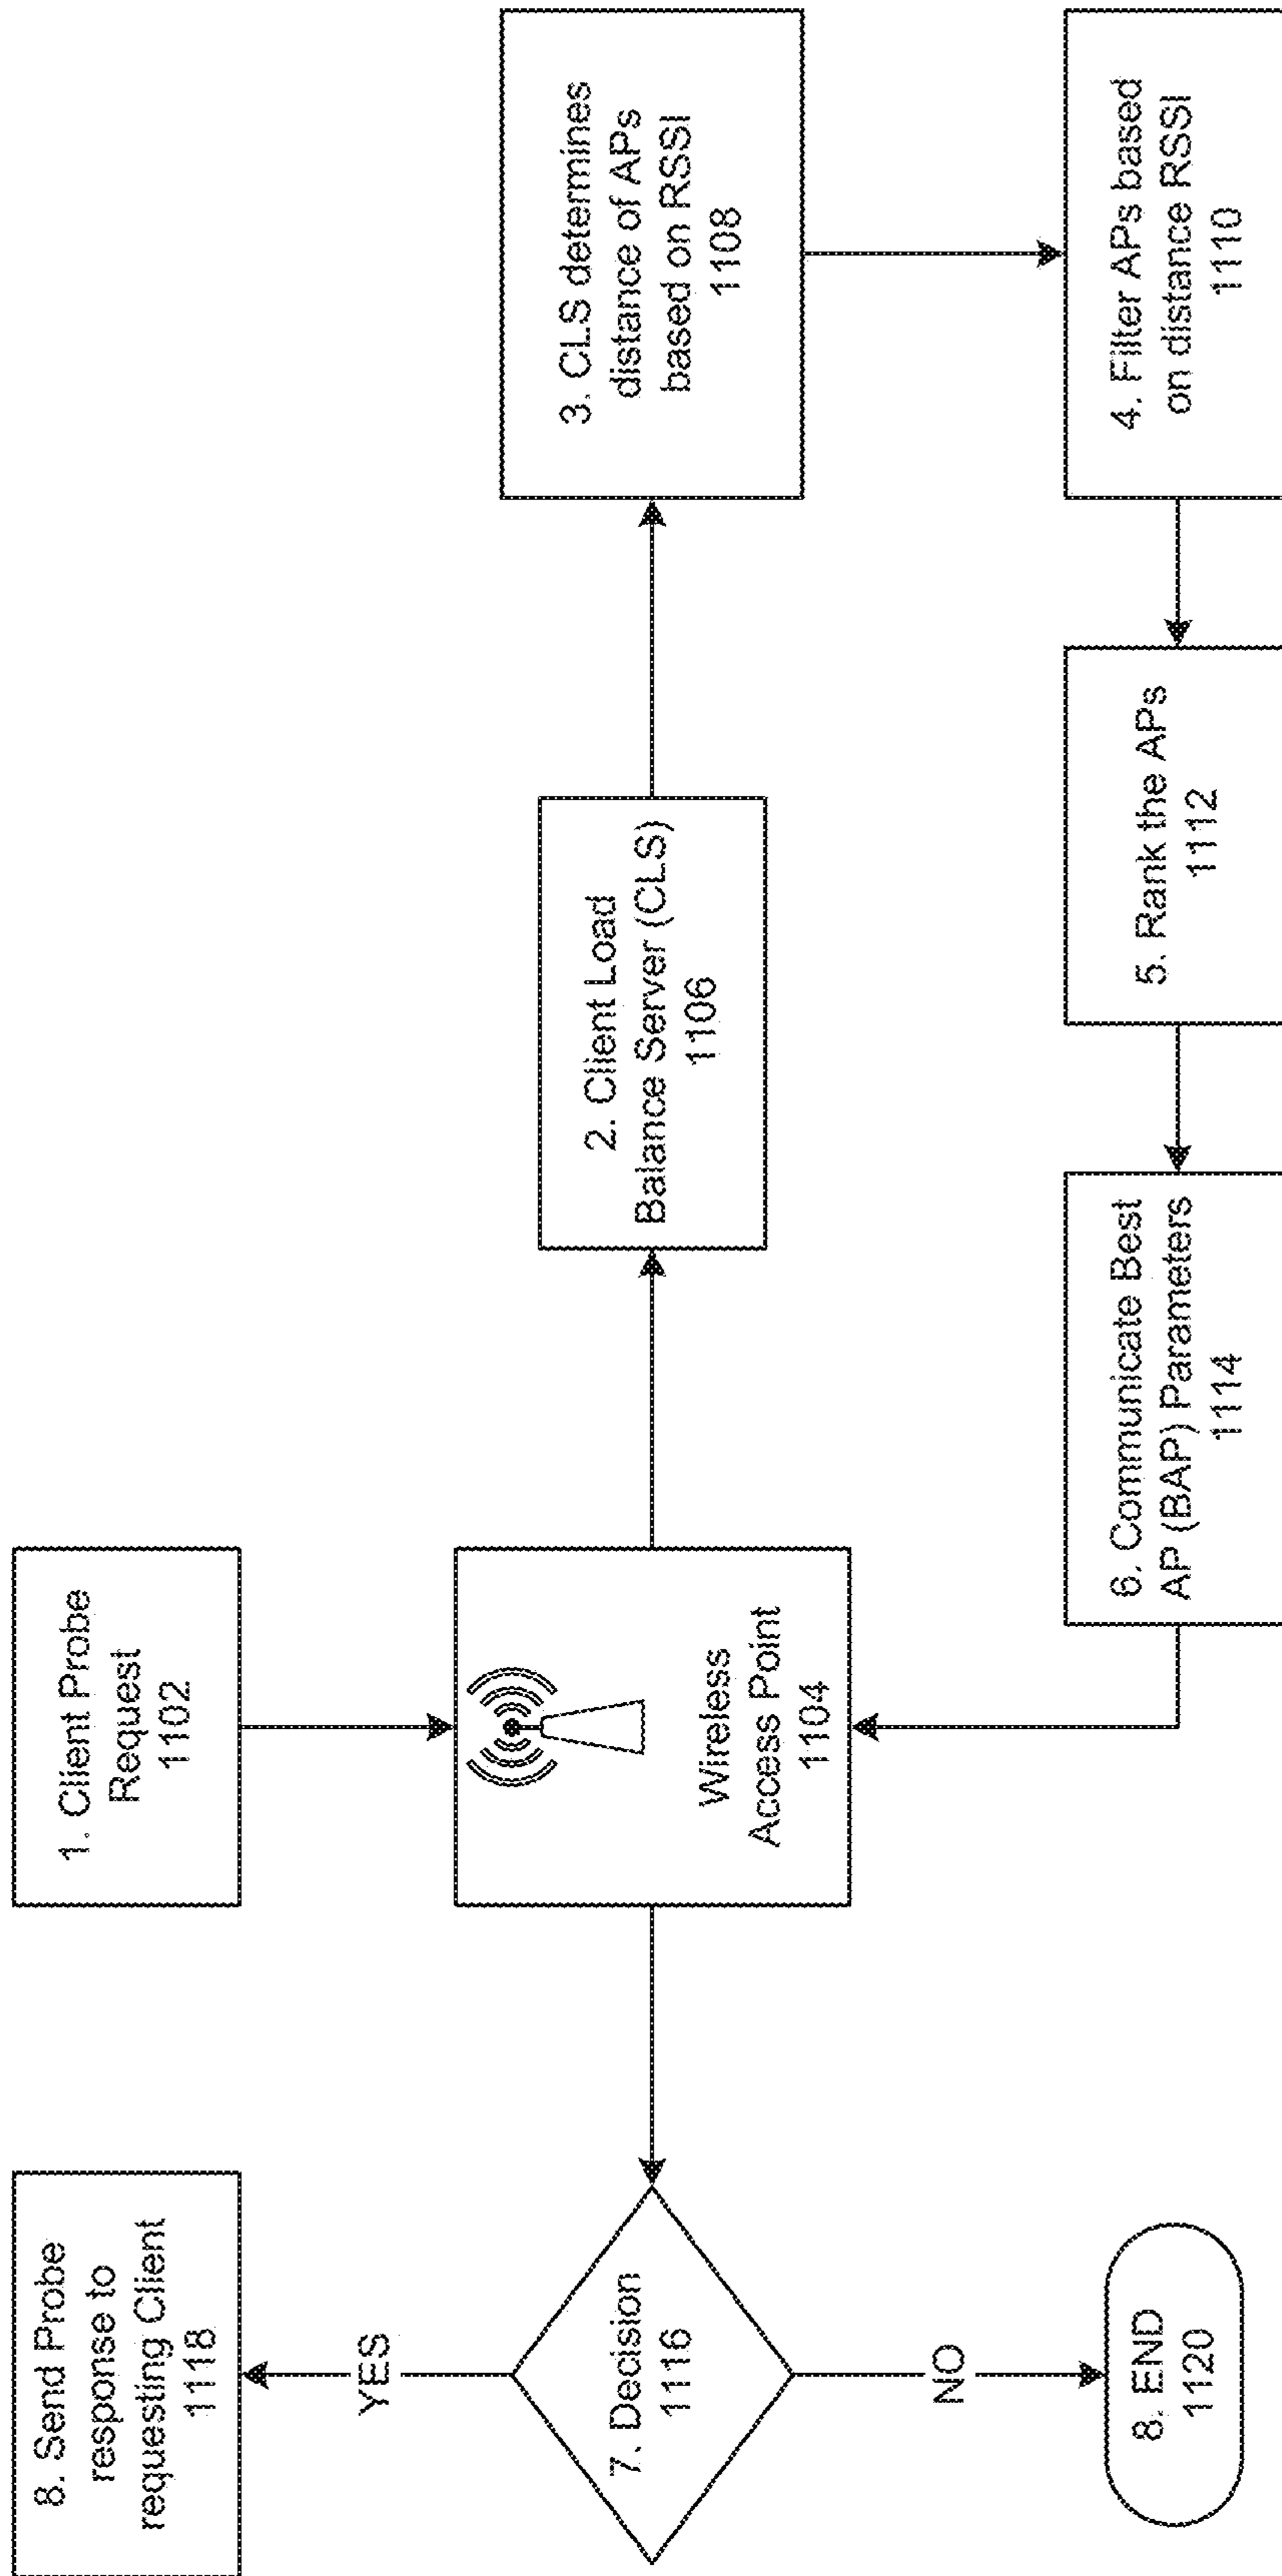 1. Client Probe
Request
1102
Wireless
Access Point
1104
2. Client Load
Balance Server (CLS)
1106
3. CLS determines
distance of APs
based on RSSI
1108
4. Filter APs based
on distance RSSI
1110
5. Rank the APs
1112
6. Communicate Best
AP (BAP) Parameters
1114
7. Decision
1116
YES
8. Send Probe
response to
requesting Client
1118
NO
8. END
1120